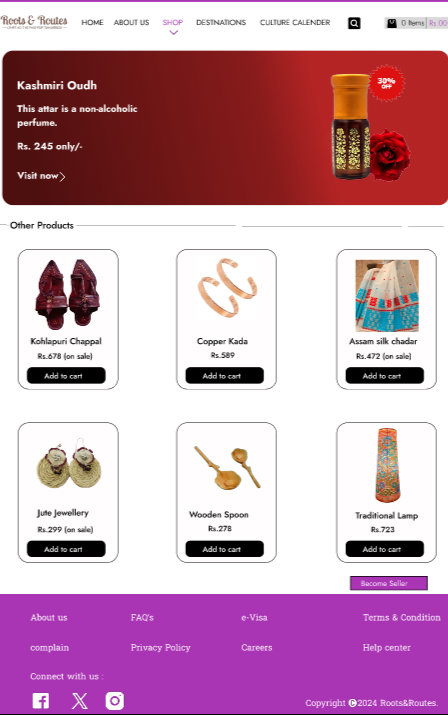 Roots & Routes
HOME ABOUT US SHOP DESTINATIONS CULTURE CALENDER 0 Items Rs.00
Kashmiri Oudh
This attar is a non-alcoholic
perfume.
Rs. 245 only/-
Visit now
30%
OFF
Other Products
Kohlapuri Chappal
Rs.678 (on sale)
Add to cart
Copper Kada
Rs.589
Add to cart
Assam silk chadar
Rs.472 (on sale)
Add to cart
Jute Jewellery
Rs.299 (on sale)
Add to cart
Wooden Spoon
Rs.278
Add to cart
Traditional Lamp
Rs.723
Add to cart
Become Seller
About us FAQ's e-Visa Terms & Condition
complain Privacy Policy Careers Help center
Connect with us :
Copyright ©2024 Roots&Routes.